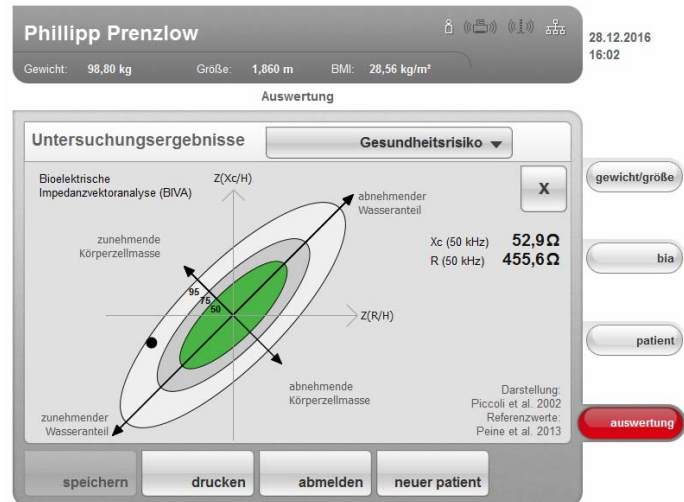 Phillipp Prenzlow
28.12.2016
16:02
Gewicht: 98,80 kg Größe: 1,860 m BMI: 28,56 kg/m²
Auswertung
Untersuchungsergebnisse
Gesundheitsrisiko
Bioelektrische
Impedanzvektoranalyse (BIVA)
Z(Xc/H)
X
abnehmender
Wasseranteil
zunehmende
Körperzellmasse
Xc (50 kHz) 52,9Ω
R (50 kHz) 455,6Ω
95
75
50
Z(R/H)
abnehmende
Körperzellmasse
zunehmender
Wasseranteil
Darstellung:
Piccoli et al. 2002
Referenzwerte:
Peine et al. 2013
gewicht/größe
bia
patient
auswertung
speichern
drucken
abmelden
neuer patient